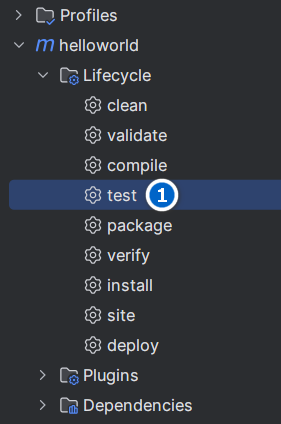 Profiles
m helloworld
Lifecycle
clean
validate
compile
test 1
package
verify
install
site
deploy
Plugins
Dependencies